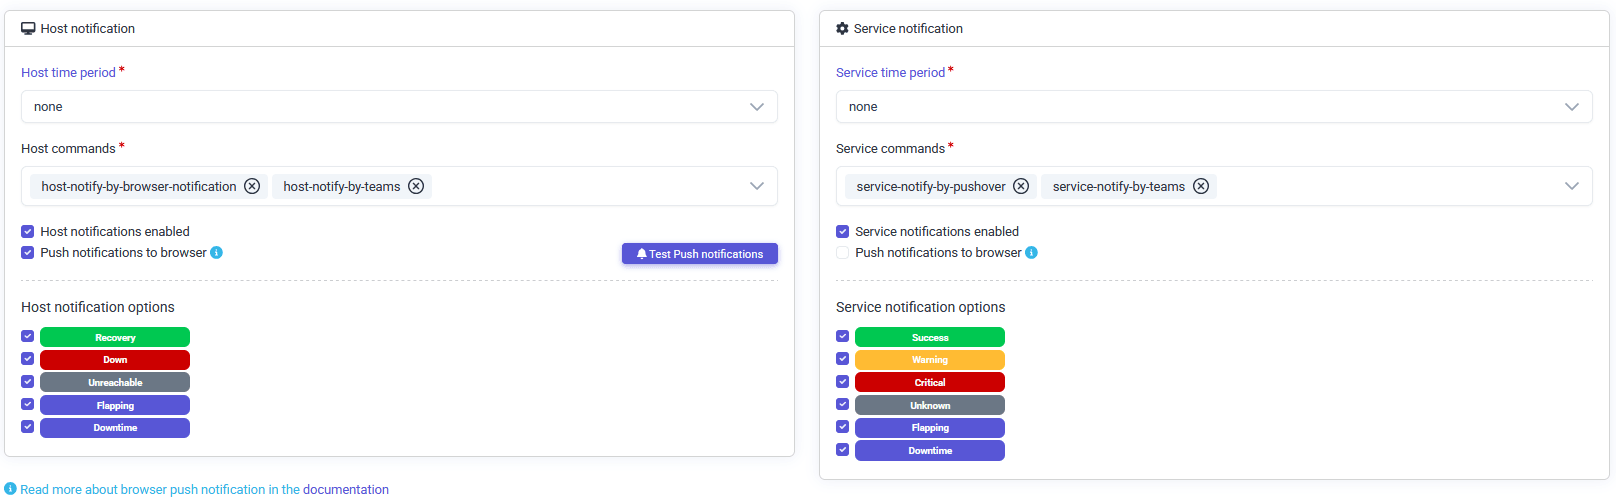 Host notification
Host time period *
none
Host commands *
host-notify-by-browser-notification host-notify-by-teams
Host notifications enabled
Push notifications to browser
Test Push notifications
Host notification options
Recovery
Down
Unreachable
Flapping
Downtime
Service notification
Service time period *
none
Service commands *
service-notify-by-pushover service-notify-by-teams
Service notifications enabled
Push notifications to browser
Service notification options
Success
Warning
Critical
Unknown
Flapping
Downtime
Read more about browser push notification in the documentation